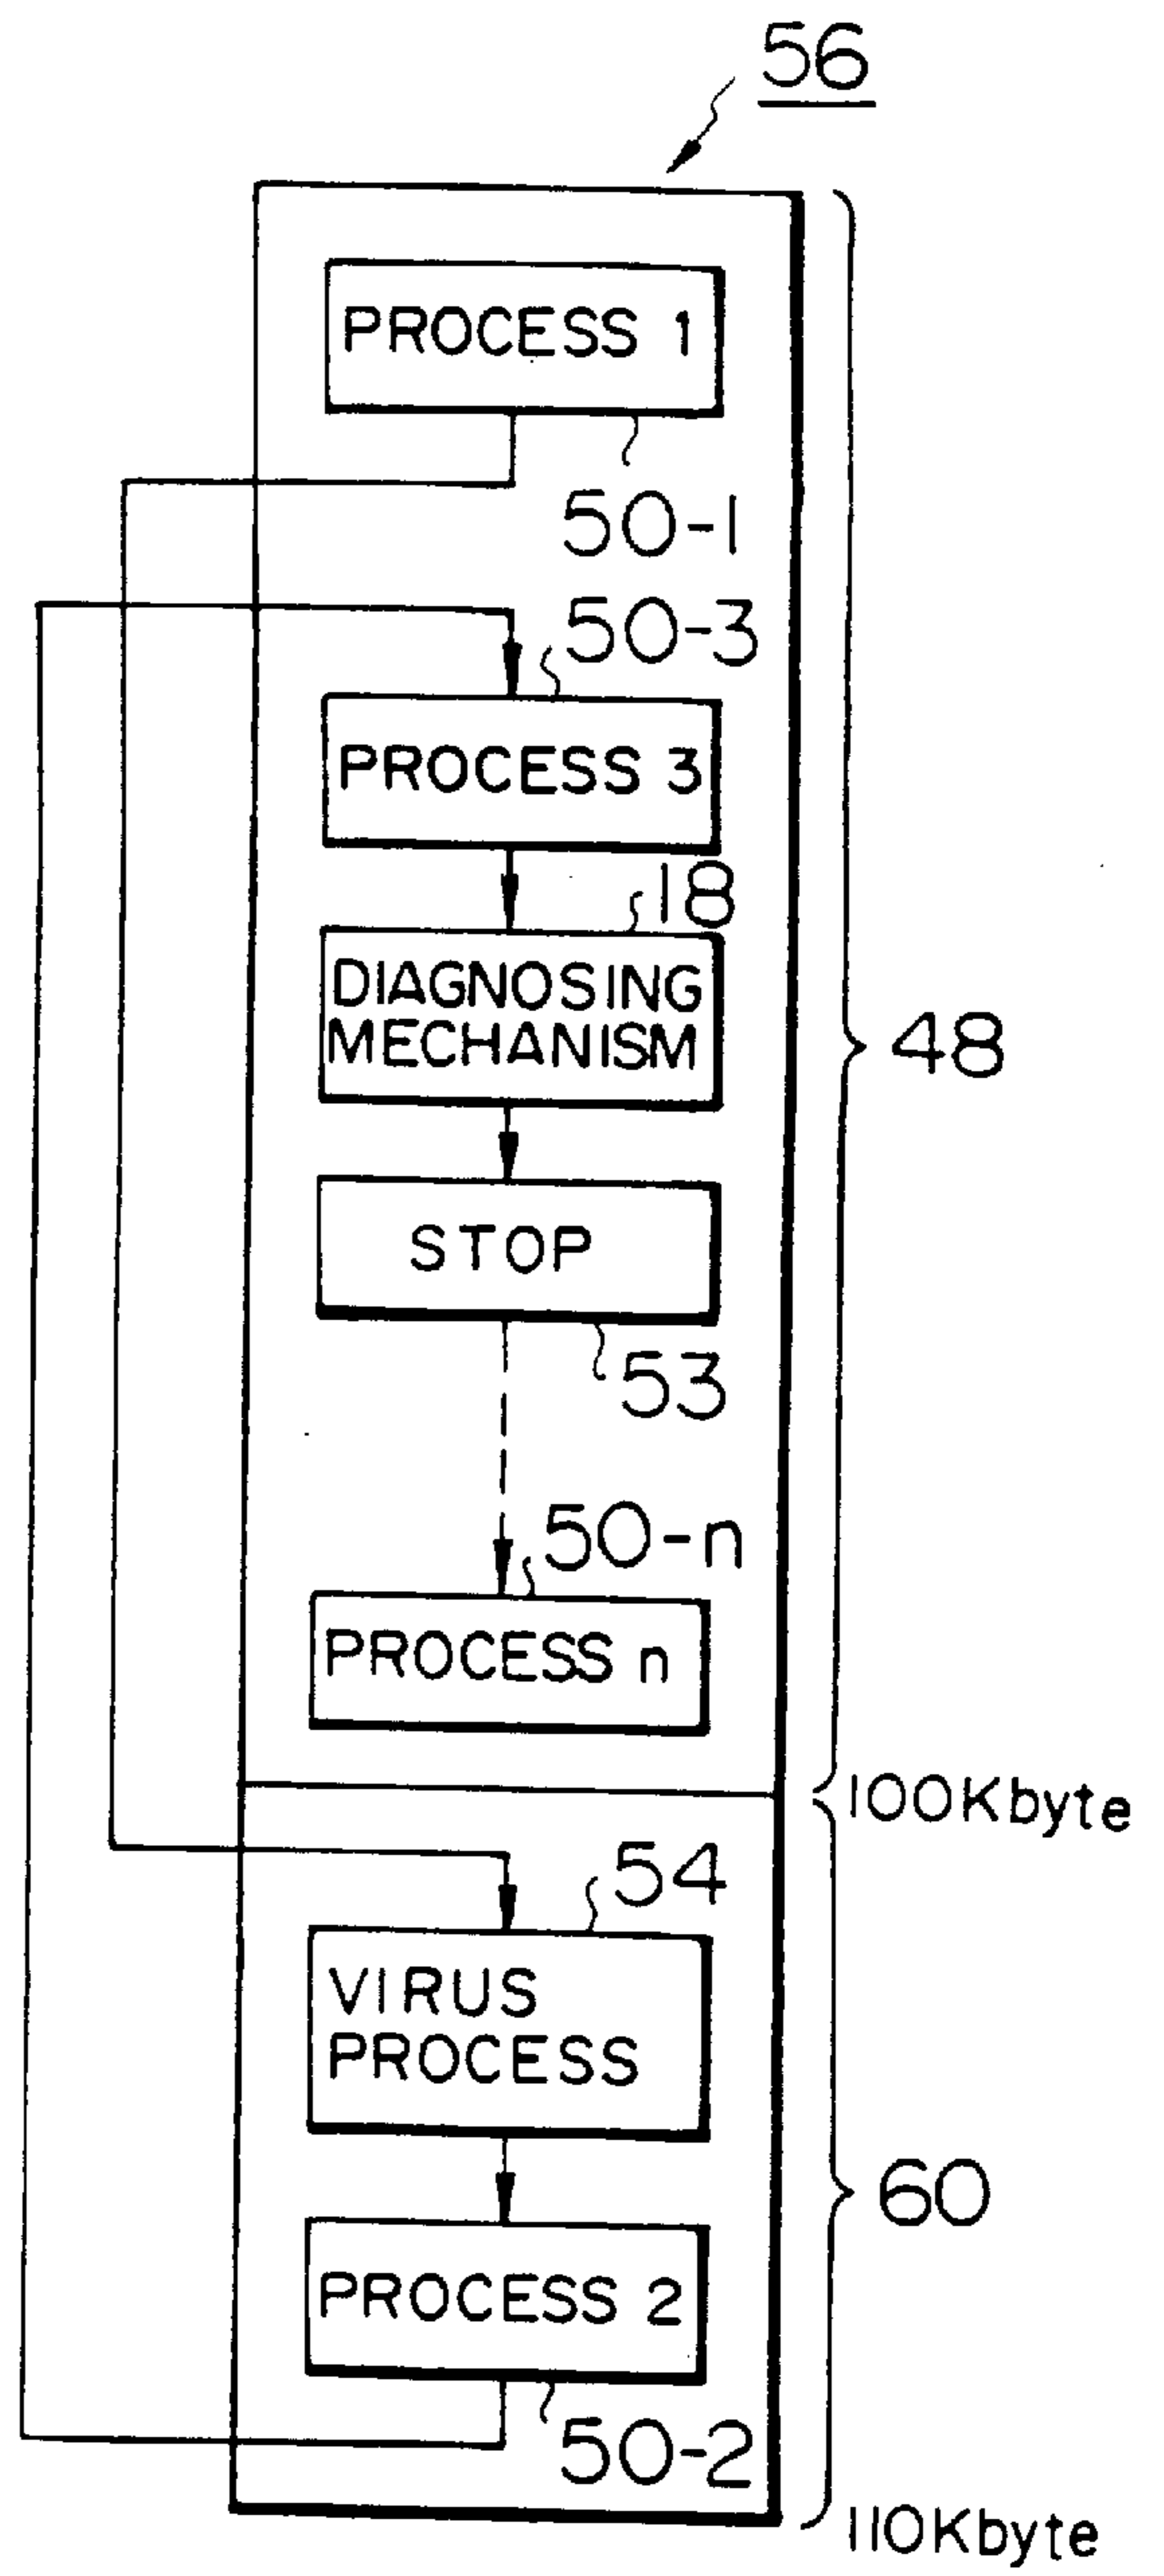 56
PROCESS 1
50-1
50-3
PROCESS 3
18
DIAGNOSING
MECHANISM
48
STOP
53
50-n
PROCESS n
100Kbyte
54
VIRUS
PROCESS
60
PROCESS 2
50-2
110Kbyte